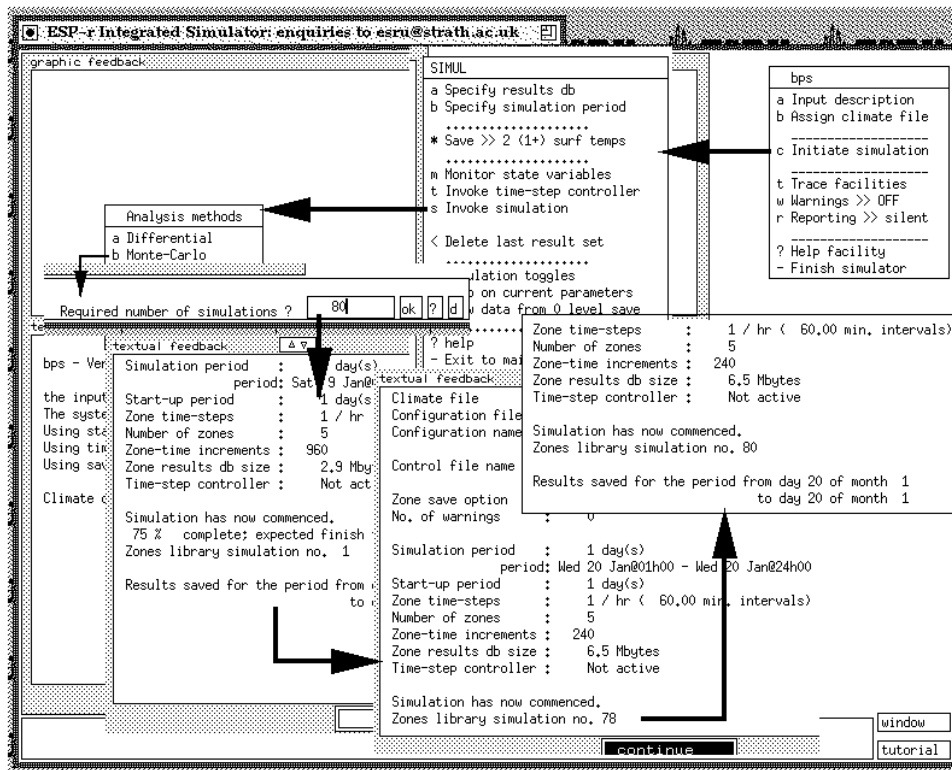 ESP-r Integrated Simulator: enquiries to esru@strath.ac.uk
graphic feedback
SIMUL
a Specify results db
b Specify simulation period
* Save >> 2 (1+) surf temps
m Monitor state variables
t Invoke time-step controller
s Invoke simulation
< Delete last result set
ulation toggles
on current parameters
data from 0 level save
? help
- Exit to mai
bps
a Input description
b Assign climate file
c Initiate simulation
t Trace facilities
w Warnings >> OFF
r Reporting >> silent
? Help facility
- Finish simulator
Analysis methods
a Differential
b Monte-Carlo
Required number of simulations ? 80 ok ? d
te
bps - Ver
the input
The syste
Using sta
Using tim
Using sav
Climate d
textual feedback
Simulation period : day(s)
period: Sat 9 Jan@
Start-up period : 1 day(s
Zone time-steps : 1 / hr
Number of zones : 5
Zone-time increments : 960
Zone results db size : 2.9 Mby
Time-step controller : Not act
Simulation has now commenced.
75 % complete; expected finish
Zones library simulation no. 1
Results saved for the period from
to
textual feedback
Climate file
Configuration file
Configuration name
Control file name
Zone save option
No. of warnings : 0
Simulation period : 1 day(s)
period: Wed 20 Jan@01h00 - Wed 20 Jan@24h00
Start-up period : 1 day(s)
Zone time-steps : 1 / hr ( 60.00 min. intervals)
Number of zones : 5
Zone-time increments : 240
Zone results db size : 6.5 Mbytes
Time-step controller : Not active
Simulation has now commenced.
Zones library simulation no. 78
Zone time-steps : 1 / hr ( 60.00 min. intervals)
Number of zones : 5
Zone-time increments : 240
Zone results db size : 6.5 Mbytes
Time-step controller : Not active
Simulation has now commenced.
Zones library simulation no. 80
Results saved for the period from day 20 of month 1
to day 20 of month 1
continue
window
tutorial